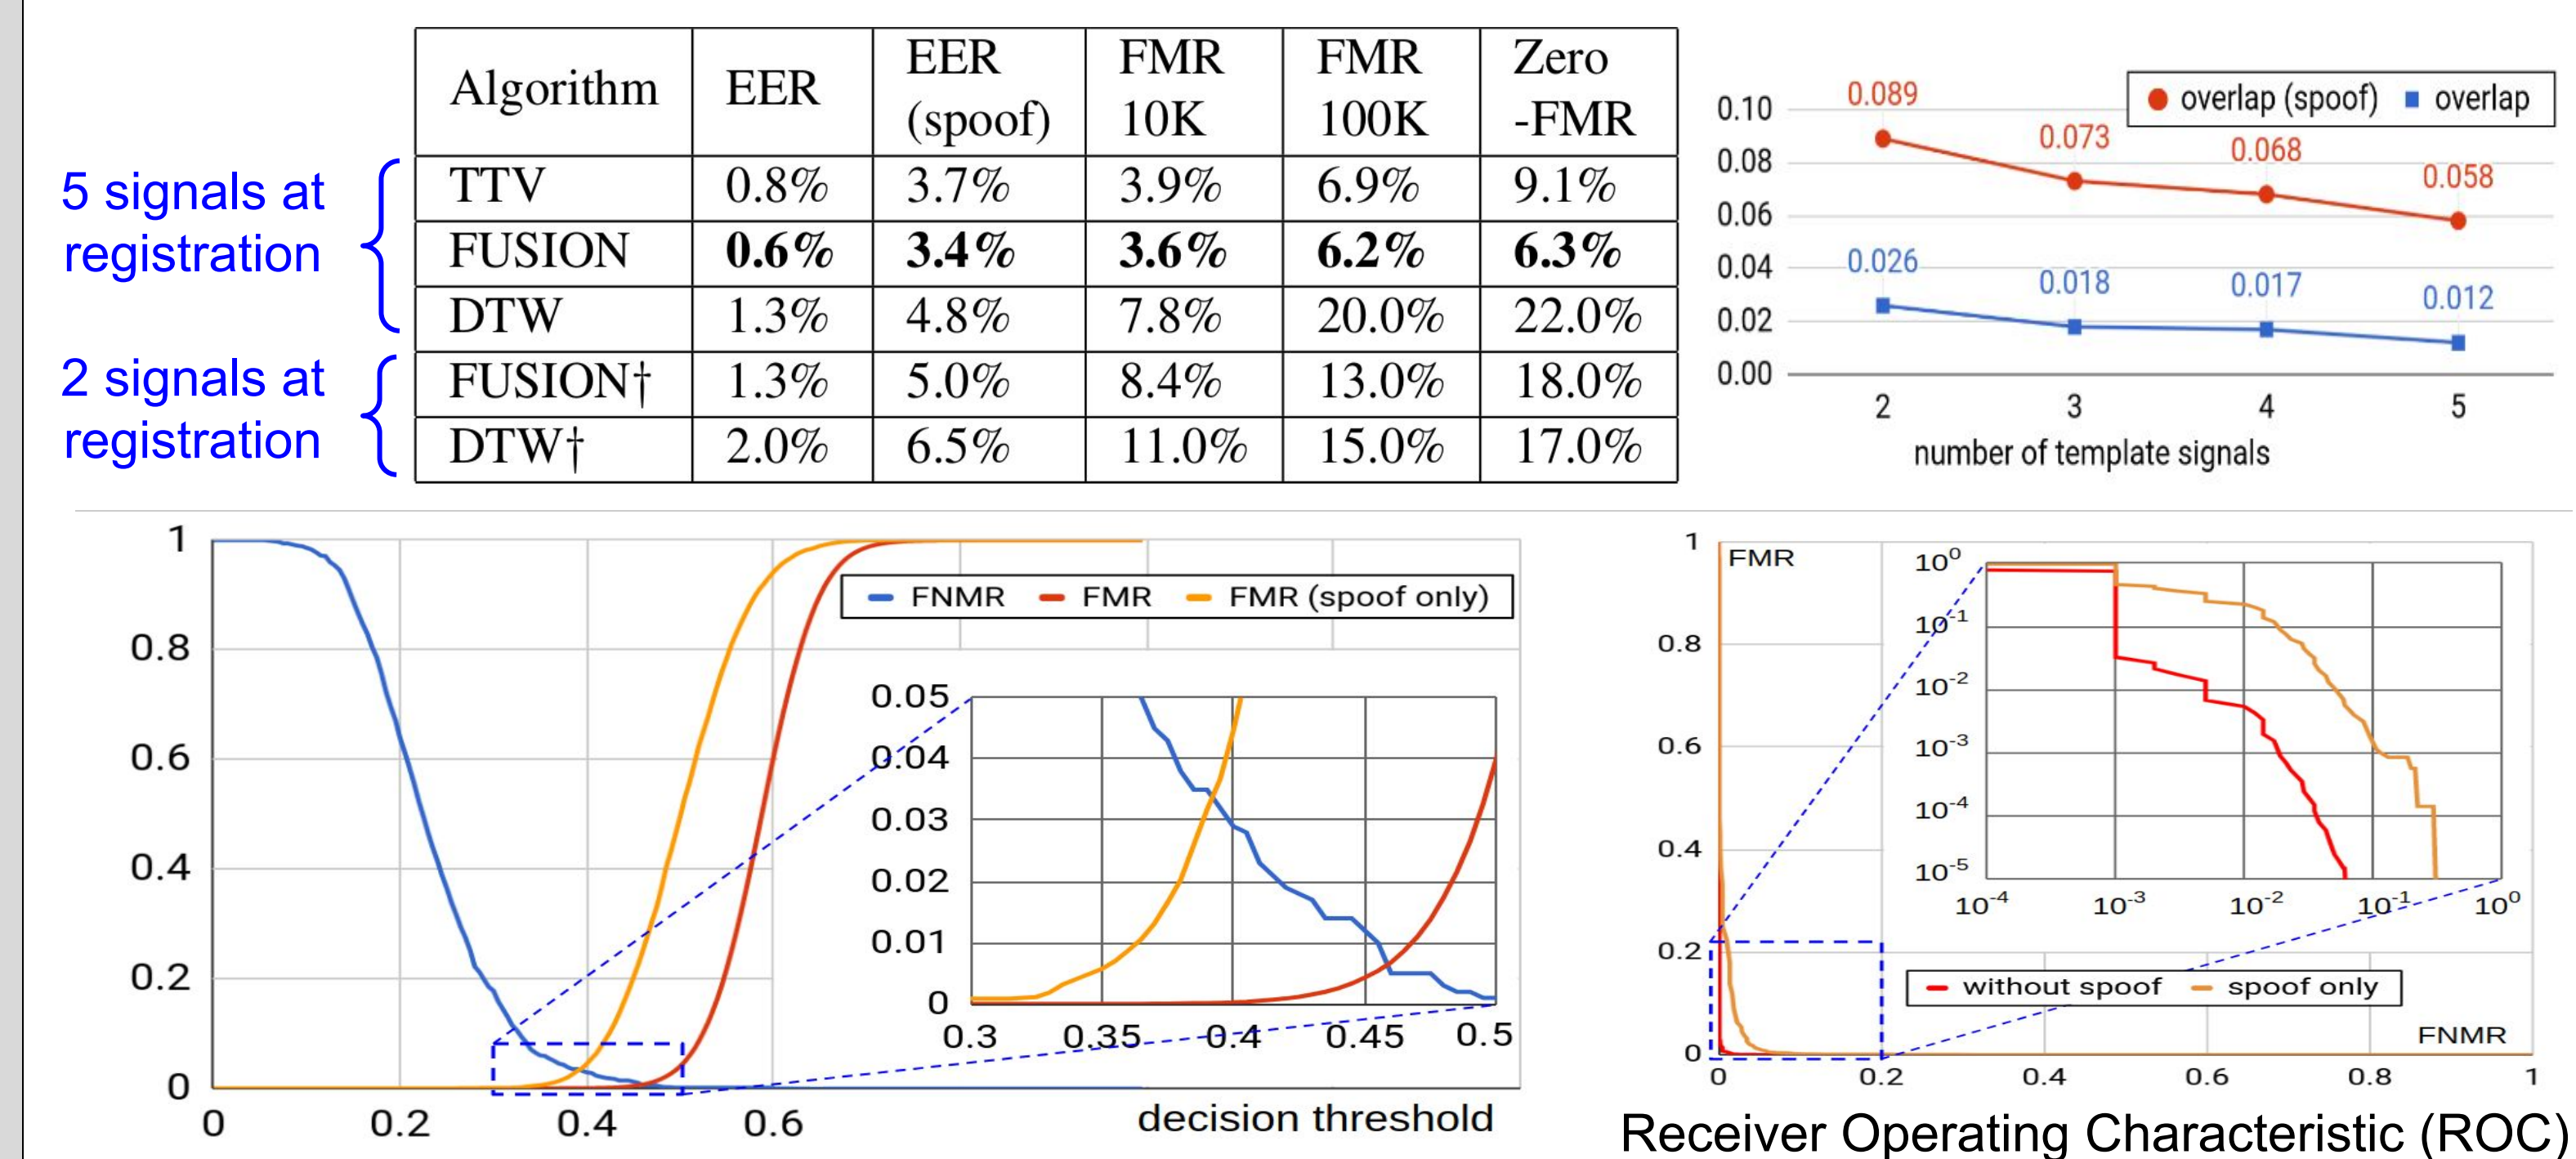 Algorithm EER EER (spoof) FMR 10K FMR 100K Zero -FMR
5 signals at registration
TTV 0.8% 3.7% 3.9% 6.9% 9.1%
FUSION 0.6% 3.4% 3.6% 6.2% 6.3%
DTW 1.3% 4.8% 7.8% 20.0% 22.0%
2 signals at registration
FUSION† 1.3% 5.0% 8.4% 13.0% 18.0%
DTW† 2.0% 6.5% 11.0% 15.0% 17.0%
overlap (spoof) overlap
0.10
0.08
0.06
0.04
0.02
0.00
0.089 0.073 0.068 0.058
0.026 0.018 0.017 0.012
2 3 4 5
number of template signals
1
0.8
0.6
0.4
0.2
0
0 0.2 0.4 0.6
decision threshold
FNMR FMR FMR (spoof only)
0.05
0.04
0.03
0.02
0.01
0
0.3 0.35 0.4 0.45 0.5
FMR
1
0.8
0.6
0.4
0.2
0
0 0.2 0.4 0.6 0.8 1
FNMR
10⁰
10⁻¹
10⁻²
10⁻³
10⁻⁴
10⁻⁵
10⁻⁴ 10⁻³ 10⁻² 10⁻¹ 10⁰
without spoof spoof only
Receiver Operating Characteristic (ROC)